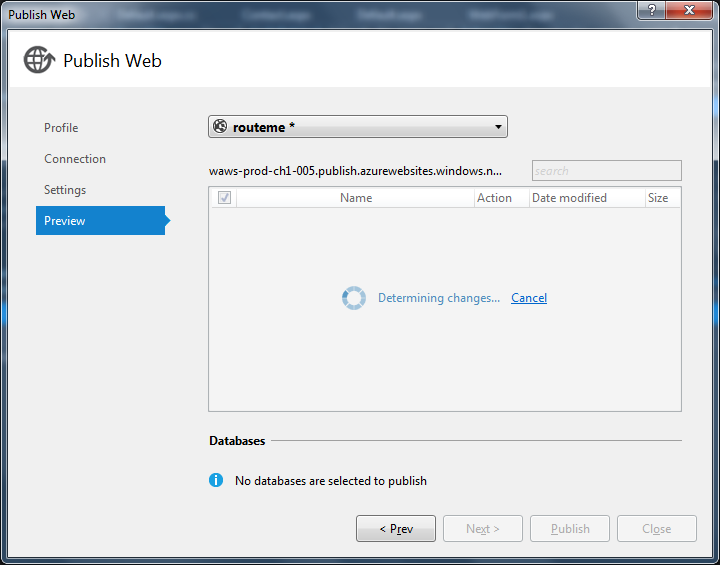 Publish Web
Publish Web
Profile
Connection
Settings
Preview
routeme *
waws-prod-ch1-005.publish.azurewebsites.windows.n...
search
Name Action Date modified Size
Determining changes... Cancel
Databases
No databases are selected to publish
< Prev Next > Publish Close